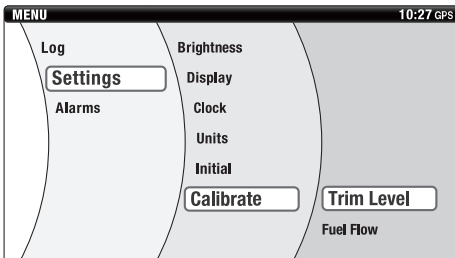 MENU 10:27 GPS
Log
Settings
Alarms
Brightness
Display
Clock
Units
Initial
Calibrate
Trim Level
Fuel Flow